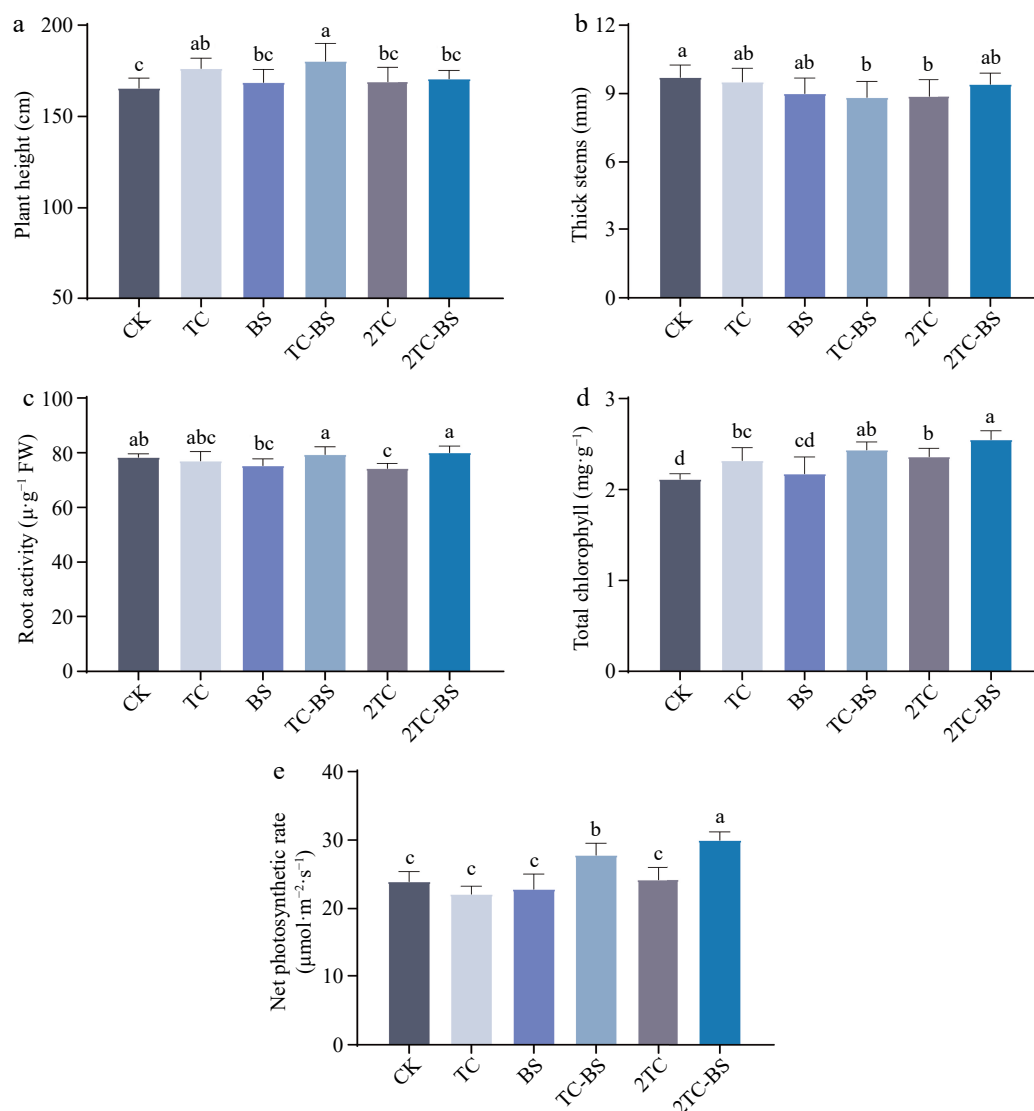 a
Plant height (cm)
200
150
100
50
c
ab
bc
a
bc
bc
CK
TC
BS
TC-BS
2TC
2TC-BS
b
Thick stems (mm)
12
9
6
3
0
a
ab
ab
b
b
ab
CK
TC
BS
TC-BS
2TC
2TC-BS
c
Root activity (μ·g⁻¹ FW)
100
80
60
40
20
0
ab
abc
bc
a
c
a
CK
TC
BS
TC-BS
2TC
2TC-BS
d
Total chlorophyll (mg·g⁻¹)
3
2
1
0
d
bc
cd
ab
b
a
CK
TC
BS
TC-BS
2TC
2TC-BS
e
Net photosynthetic rate
(μmol·m⁻²·s⁻¹)
40
30
20
10
0
c
c
c
b
c
a
CK
TC
BS
TC-BS
2TC
2TC-BS